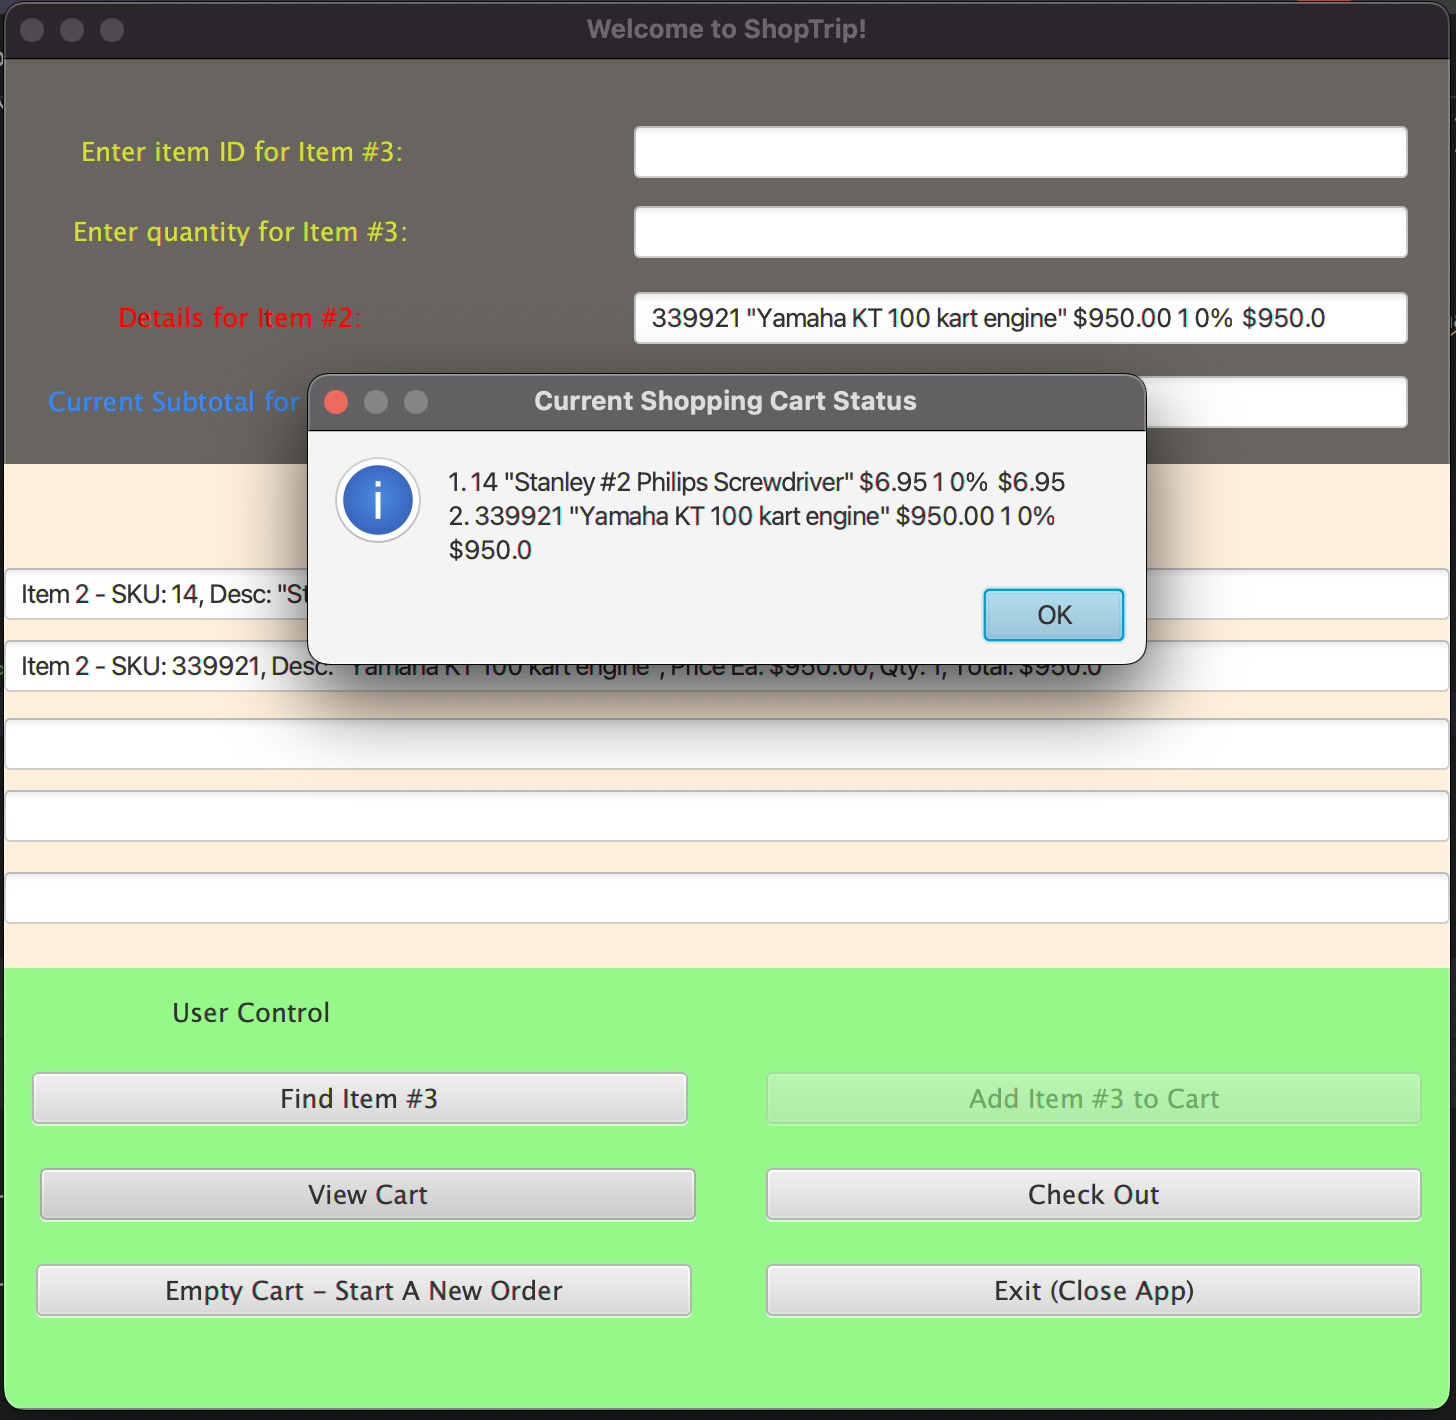 Welcome to ShopTrip!
Enter item ID for Item #3:
Enter quantity for Item #3:
Details for Item #2:
339921 "Yamaha KT 100 kart engine" $950.00 1 0% $950.0
Current Subtotal for
Current Shopping Cart Status
1. 14 "Stanley #2 Philips Screwdriver" $6.95 1 0% $6.95
2. 339921 "Yamaha KT 100 kart engine" $950.00 1 0%
$950.0
OK
Item 2 - SKU: 14, Desc: "St
Item 2 - SKU: 339921, Desc: "Yamaha KT 100 kart engine", Price Ea: $950.00, Qty: 1, Total: $950.0
User Control
Find Item #3
Add Item #3 to Cart
View Cart
Check Out
Empty Cart - Start A New Order
Exit (Close App)